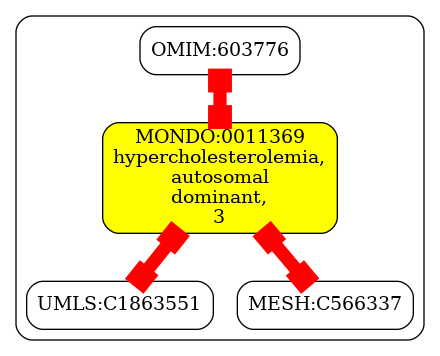 OMIM:603776
MONDO:0011369
hypercholesterolemia,
autosomal
dominant,
3
UMLS:C1863551
MESH:C566337